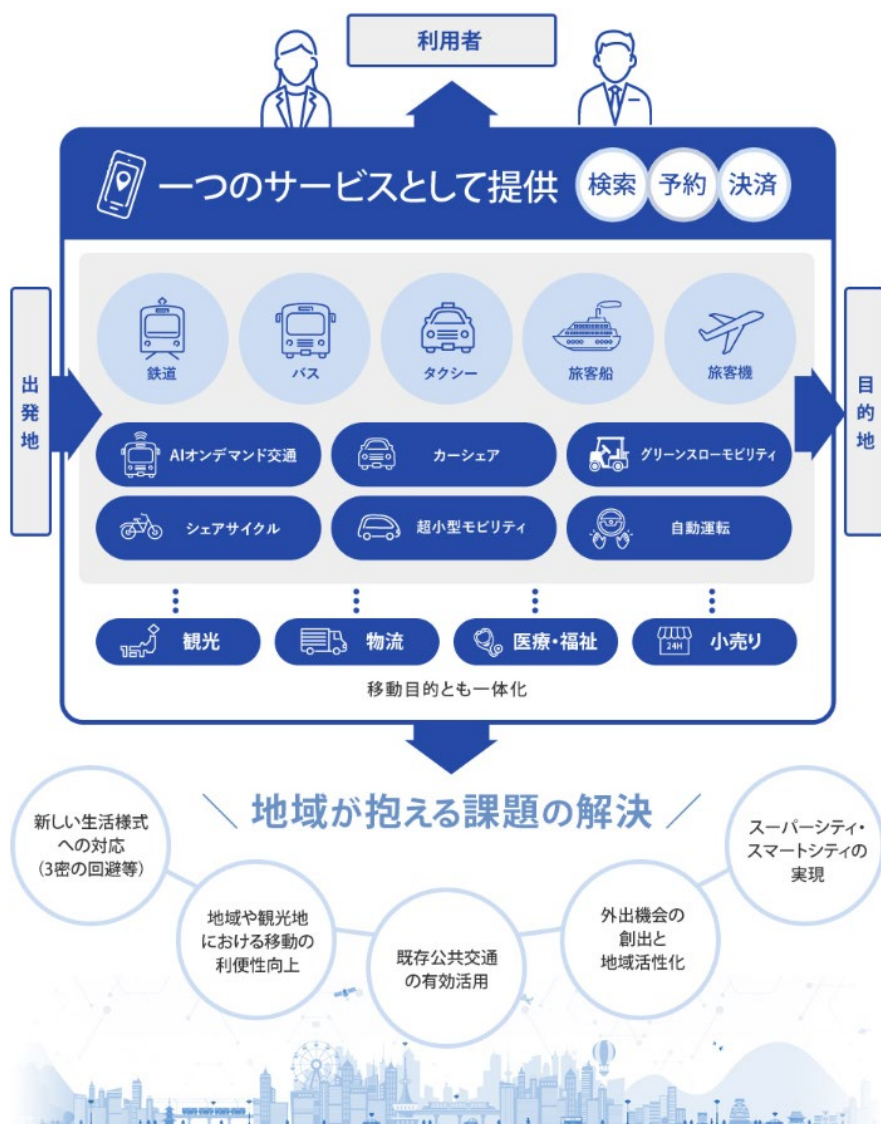 利用者
一つのサービスとして提供
検索
予約
決済
出発地
目的地
鉄道
バス
タクシー
旅客船
旅客機
AIオンデマンド交通
カーシェア
グリーンスローモビリティ
シェアサイクル
超小型モビリティ
自動運転
観光
物流
医療・福祉
24H
小売り
移動目的とも一体化
地域が抱える課題の解決
新しい生活様式
への対応
(3密の回避等)
地域や観光地
における移動の
利便性向上
既存公共交通
の有効活用
外出機会の
創出と
地域活性化
スーパーシティ・
スマートシティの
実現